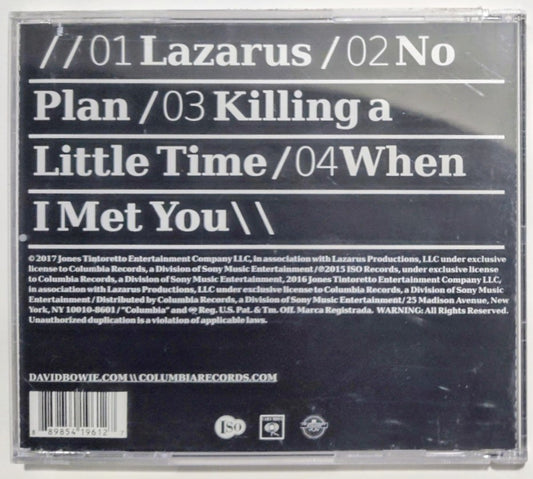 //01 Lazarus /02 No
Plan /03 Killing a
Little Time/04 When
I Met You\\
©2017 Jones Tintoretto Entertainment Company LLC, in association with Lazarus Productions, LLC under exclusive
license to Columbia Records, a Division of Sony Music Entertainment/℗2015 ISO Records, under exclusive license
to Columbia Records, a Division of Sony Music Entertainment, 2016 Jones Tintoretto Entertainment Company LLC,
in association with Lazarus Productions, LLC under exclusive license to Columbia Records, a Division of Sony Music
Entertainment/Distributed by Columbia Records, a Division of Sony Music Entertainment/25 Madison Avenue, New
York, NY 10010-8601/"Columbia" and Reg. U.S. Pat. & Tm. Off. Marca Registrada. WARNING: All Rights Reserved.
Unauthorized duplication is a violation of applicable laws.
DAVIDBOWIE.COM\\COLUMBIARECORDS.COM
8 89854 19612 7
ISO